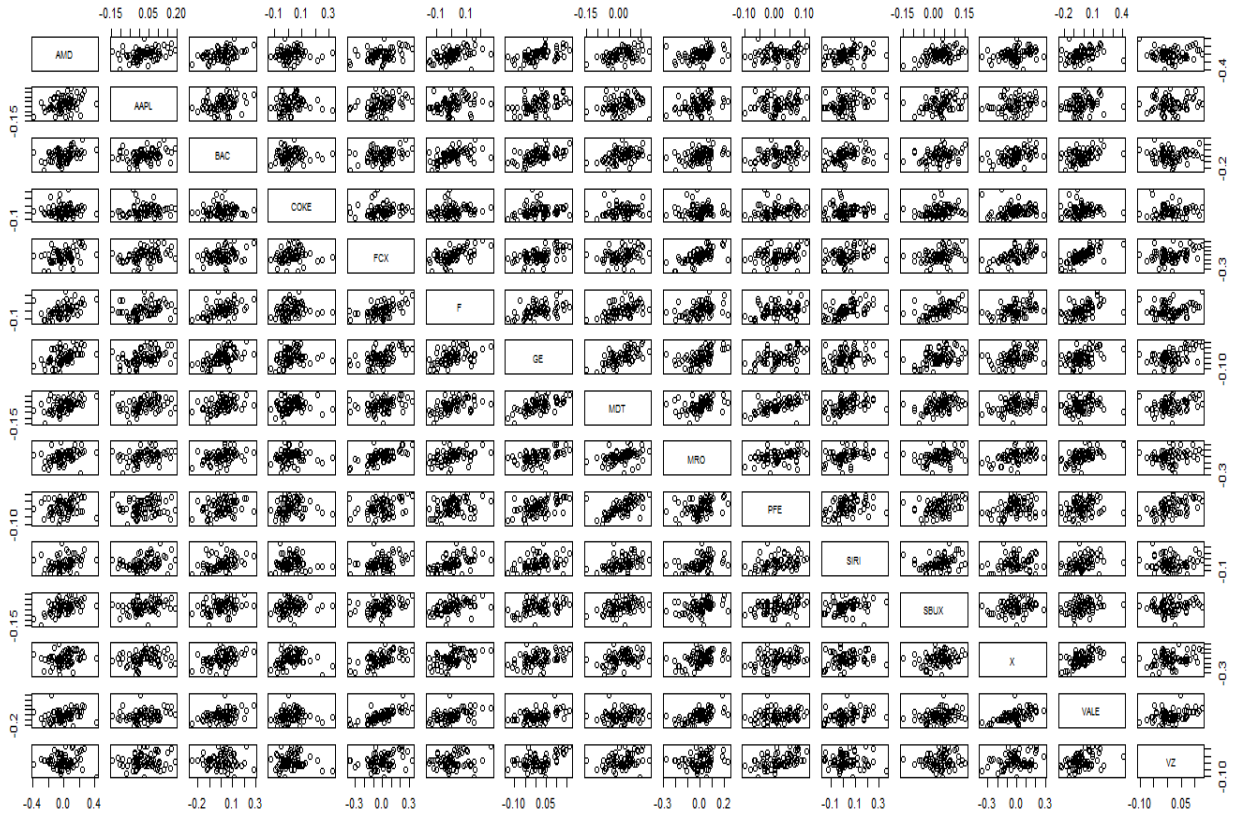 -0.15 0.05 0.20 -0.1 0.1 0.3 -0.1 0.1 -0.15 0.00 -0.10 0.00 0.10 -0.15 0.00 0.15 -0.2 0.1 0.4
AMD -0.4
-0.15 AAPL
BAC -0.2
-0.1 COKE
FCX -0.3
-0.1 F
GE -0.10
-0.15 MDT
MRO -0.3
-0.10 PFE
SIRI -0.1
-0.15 SBUX
X -0.3
-0.2 VALE
VZ -0.10
-0.4 0.0 0.4 -0.2 0.1 0.3 -0.3 0.0 0.3 -0.10 0.05 -0.3 0.2 -0.1 0.1 0.3 -0.3 0.0 0.3 -0.10 0.05